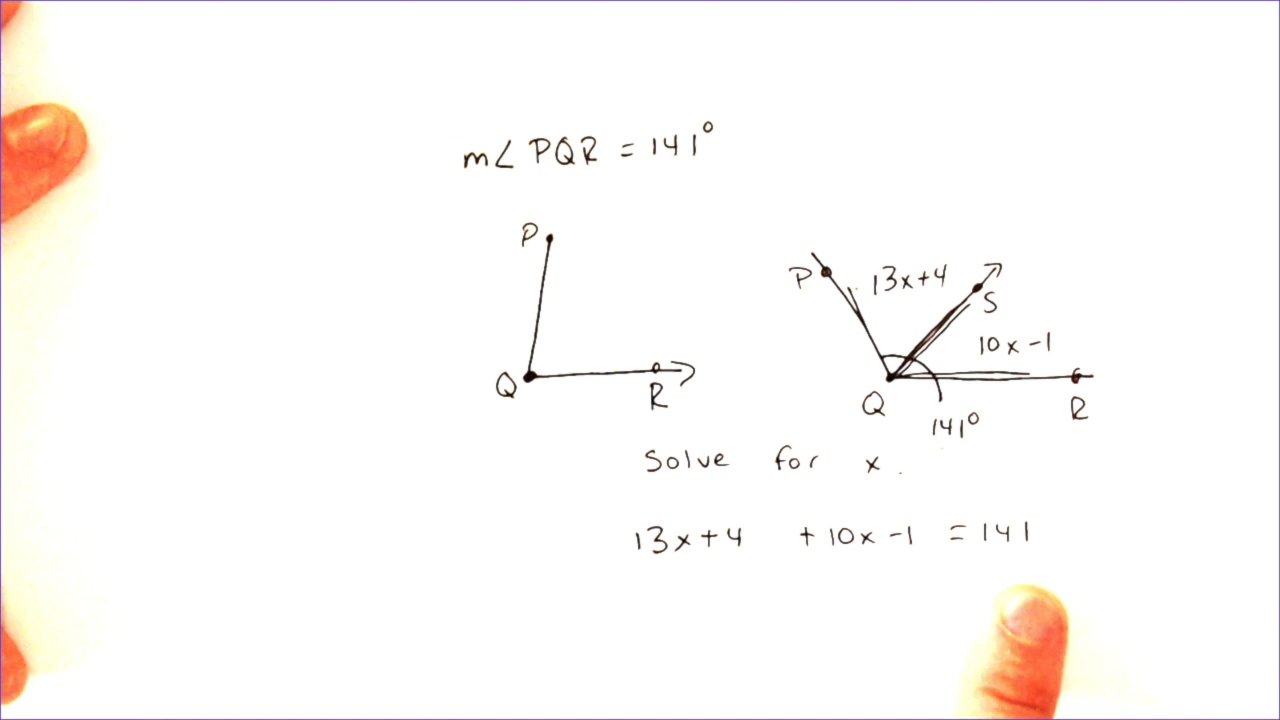 m∠ PQR = 141°
P
Q
R
P
13x+4
S
10x -1
Q
R
141°
Solve for x.
13x+4 +10x -1 = 141